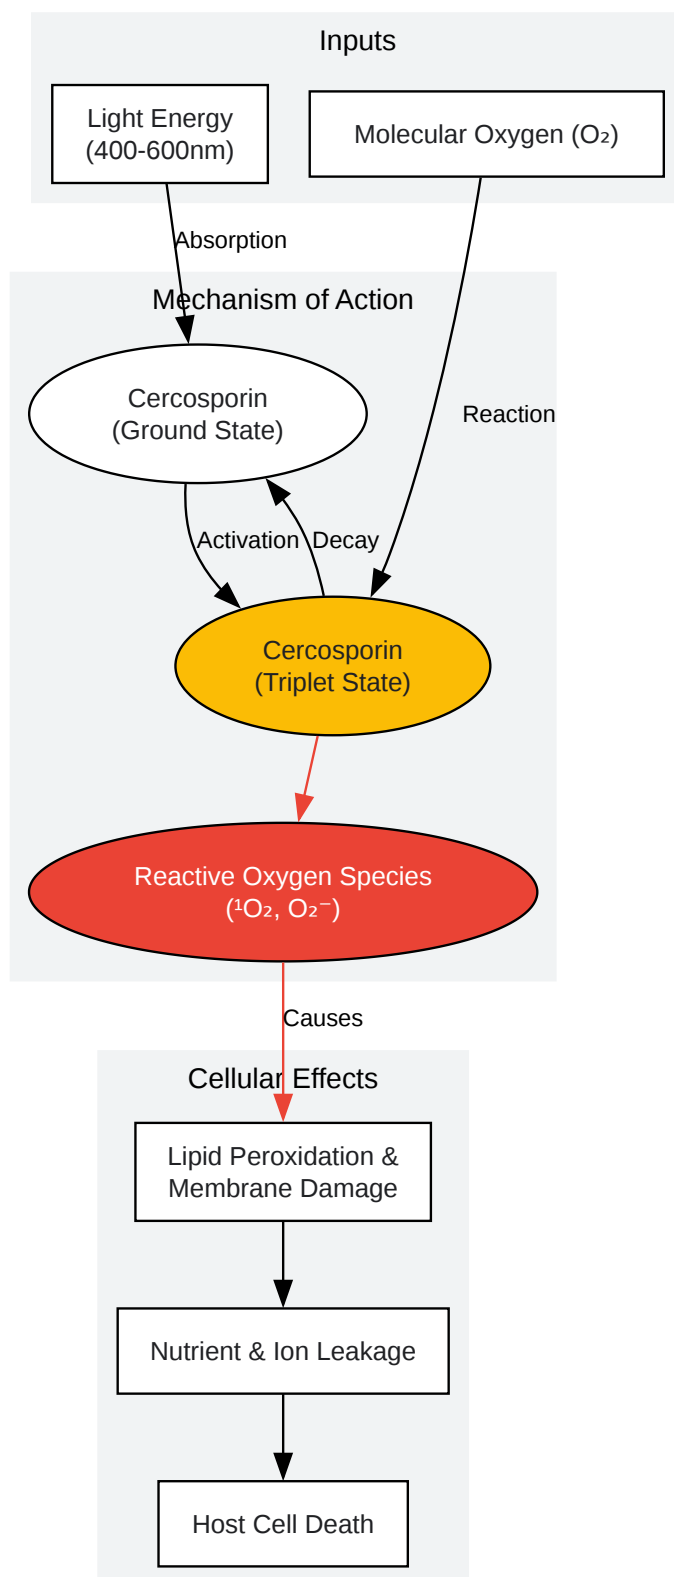 Inputs
Light Energy
(400-600nm)
Molecular Oxygen (O₂)
Absorption
Mechanism of Action
Cercosporin
(Ground State)
Reaction
Activation
Decay
Cercosporin
(Triplet State)
Reactive Oxygen Species
(¹O₂, O₂⁻)
Causes
Cellular Effects
Lipid Peroxidation &
Membrane Damage
Nutrient & Ion Leakage
Host Cell Death